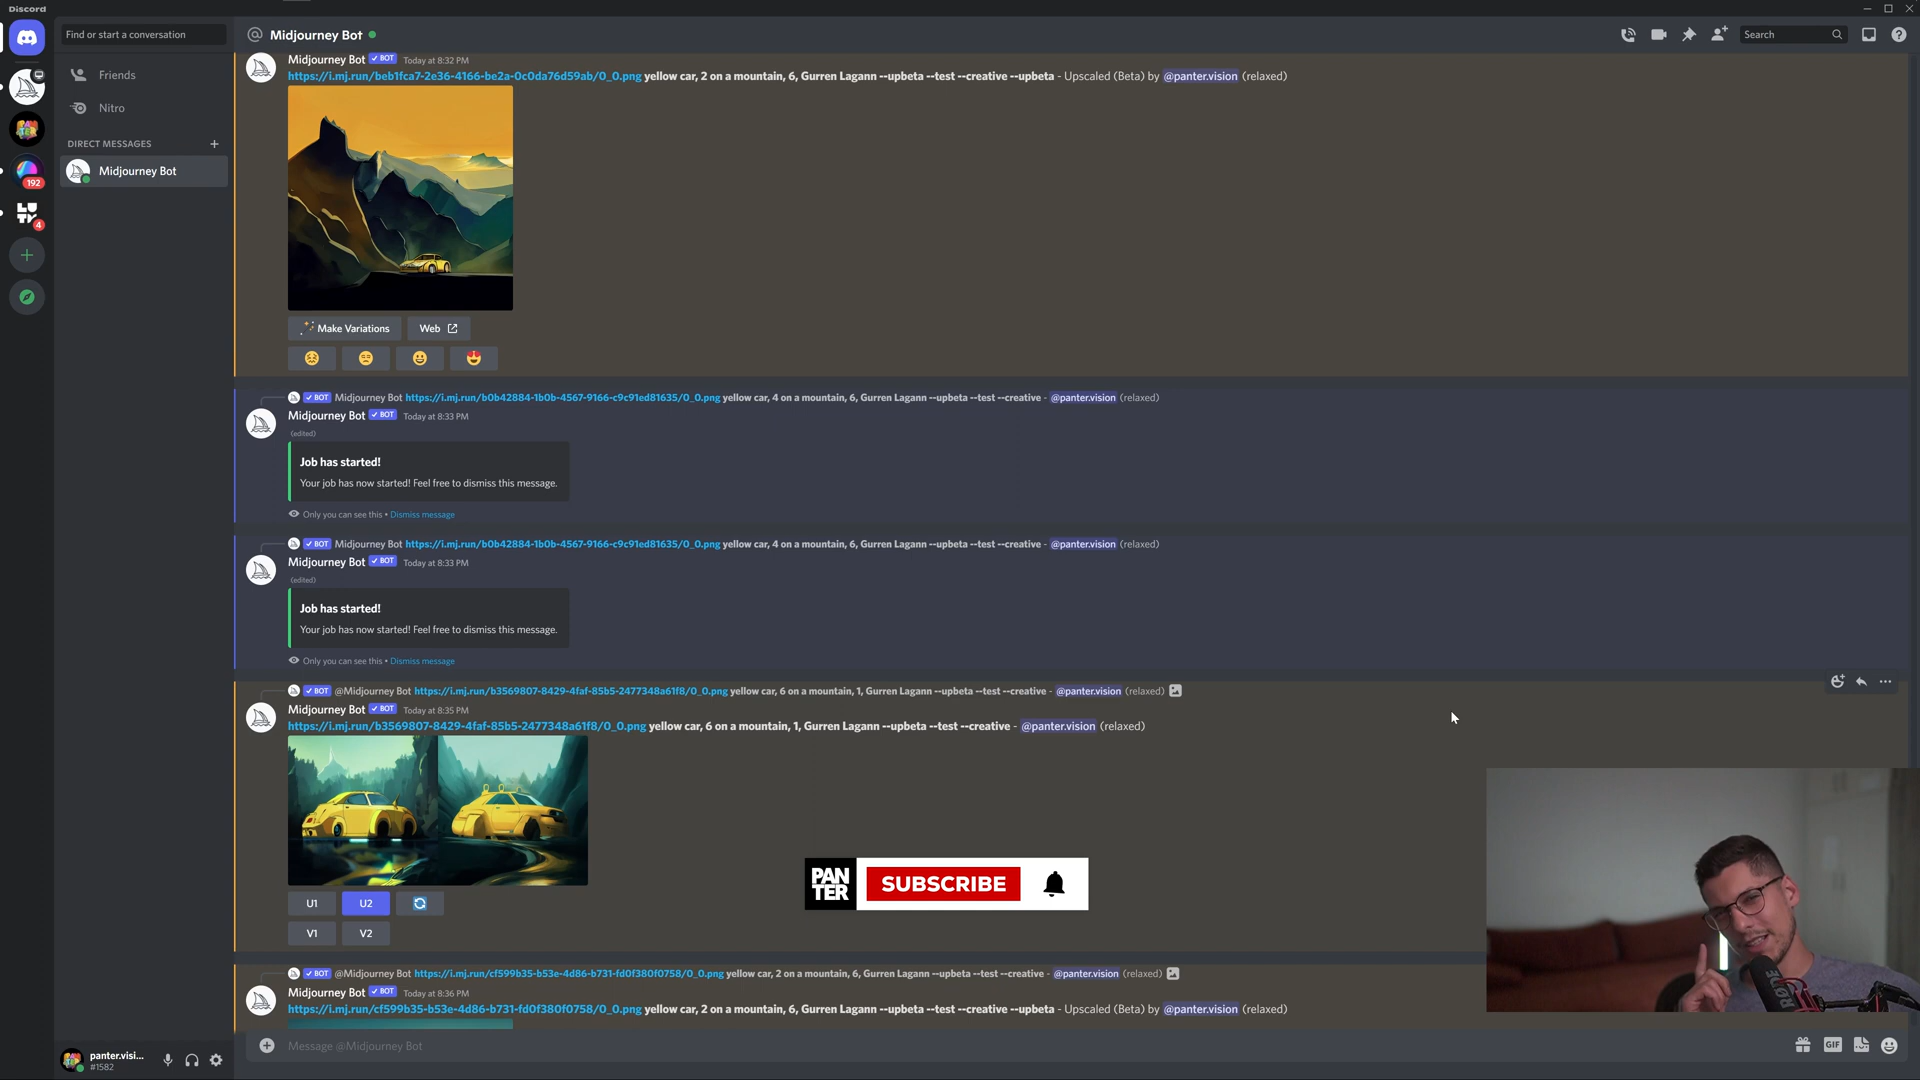 Discord
Find or start a conversation
Midjourney Bot
Search
Friends
Nitro
DIRECT MESSAGES
Midjourney Bot
192
4
Midjourney Bot BOT Today at 8:32 PM
https://i.mj.run/beb1fca7-2e36-4166-be2a-0c0da76d59ab/0_0.png yellow car, 2 on a mountain, 6, Gurren Lagann --upbeta --test --creative --upbeta - Upscaled (Beta) by @panter.vision (relaxed)
Make Variations
Web
BOT Midjourney Bot https://i.mj.run/b0b42884-1b0b-4567-9166-c9c91ed81635/0_0.png yellow car, 4 on a mountain, 6, Gurren Lagann --upbeta --test --creative - @panter.vision (relaxed)
Midjourney Bot BOT Today at 8:33 PM
(edited)
Job has started!
Your job has now started! Feel free to dismiss this message.
Only you can see this • Dismiss message
BOT Midjourney Bot https://i.mj.run/b0b42884-1b0b-4567-9166-c9c91ed81635/0_0.png yellow car, 4 on a mountain, 6, Gurren Lagann --upbeta --test --creative - @panter.vision (relaxed)
Midjourney Bot BOT Today at 8:33 PM
(edited)
Job has started!
Your job has now started! Feel free to dismiss this message.
Only you can see this • Dismiss message
BOT @Midjourney Bot https://i.mj.run/b3569807-8429-4faf-85b5-2477348a61f8/0_0.png yellow car, 6 on a mountain, 1, Gurren Lagann --upbeta --test --creative - @panter.vision (relaxed)
Midjourney Bot BOT Today at 8:35 PM
https://i.mj.run/b3569807-8429-4faf-85b5-2477348a61f8/0_0.png yellow car, 6 on a mountain, 1, Gurren Lagann --upbeta --test --creative - @panter.vision (relaxed)
U1
U2
V1
V2
PAN
TER
SUBSCRIBE
RODE
BOT @Midjourney Bot https://i.mj.run/cf599b35-b53e-4d86-b731-fd0f380f0758/0_0.png yellow car, 2 on a mountain, 6, Gurren Lagann --upbeta --test --creative - @panter.vision (relaxed)
Midjourney Bot BOT Today at 8:36 PM
https://i.mj.run/cf599b35-b53e-4d86-b731-fd0f380f0758/0_0.png yellow car, 2 on a mountain, 6, Gurren Lagann --upbeta --test --creative --upbeta - Upscaled (Beta) by @panter.vision (relaxed)
Message @Midjourney Bot
GIF
panter.visi...
#1582